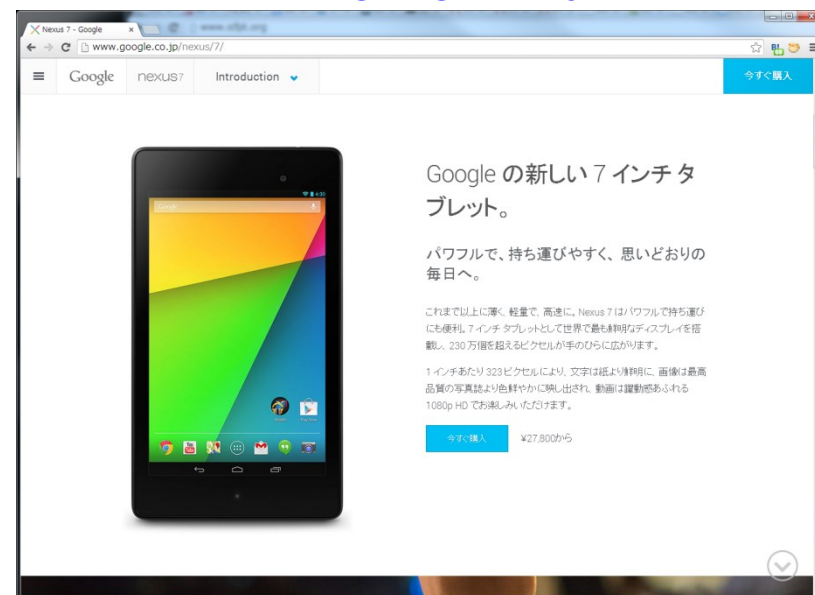 Nexus 7 - Google
www.google.co.jp/nexus/7/
Google nexus7 Introduction 今すぐ購入
4:30
Google
Google の新しい 7 インチ タ
ブレット。
パワフルで、持ち運びやすく、思いどおりの
毎日へ。
これまで以上に薄く、軽量で、高速に。Nexus 7 はパワフルで持ち運び
にも便利。7 インチ タブレットとして世界で最も鮮明なディスプレイを搭
載し、230 万個を超えるピクセルが手のひらに広がります。
1 インチあたり 323 ピクセルにより、文字は紙より鮮明に、画像は最高
品質の写真誌より色鮮やかに映し出され、動画は躍動感あふれる
1080p HD でお楽しみいただけます。
今すぐ購入 ¥27,800から